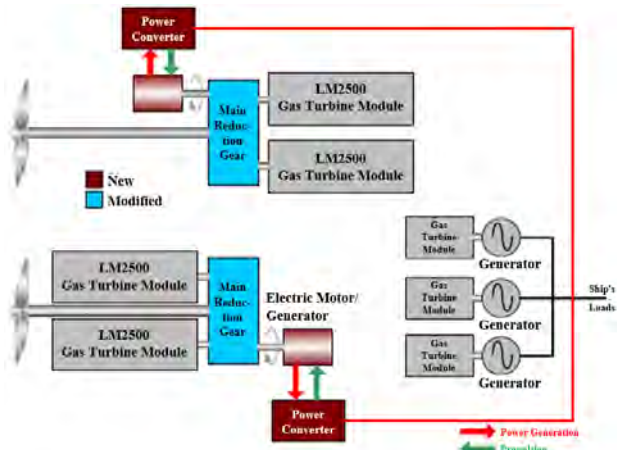 Power
Converter
LM2500
Gas Turbine Module
Main
Reduc-
tion
Gear
LM2500
Gas Turbine Module
New
Modified
Gas
Turbine
Module
Generator
LM2500
Gas Turbine Module
Main
Reduc-
tion
Gear
Electric Motor/
Generator
Gas
Turbine
Module
Generator
Ship's
Loads
LM2500
Gas Turbine Module
Gas
Turbine
Module
Generator
Power
Converter
Power Generation
Propulsion